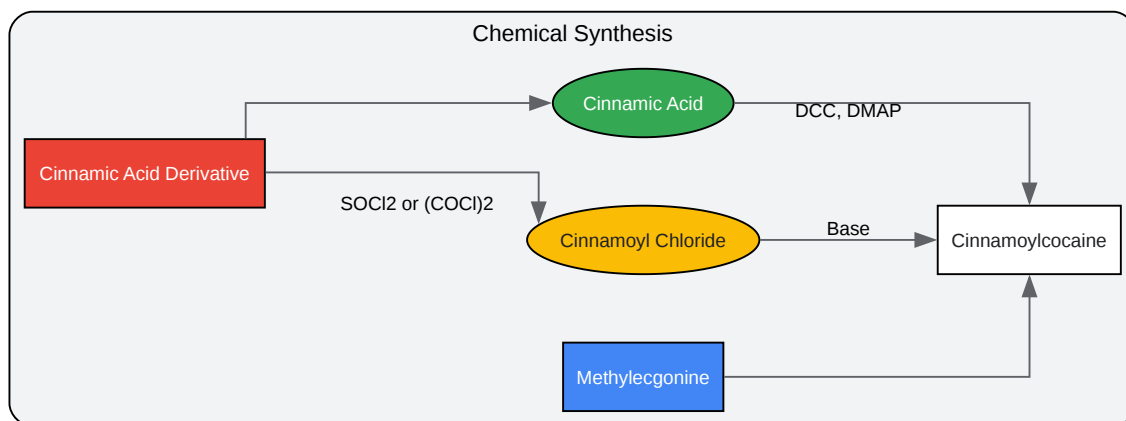 Chemical Synthesis
Cinnamic Acid
DCC, DMAP
Cinnamic Acid Derivative
SOCl2 or (COCl)2
Cinnamoyl Chloride
Base
Cinnamoylcocaine
Methylecgonine